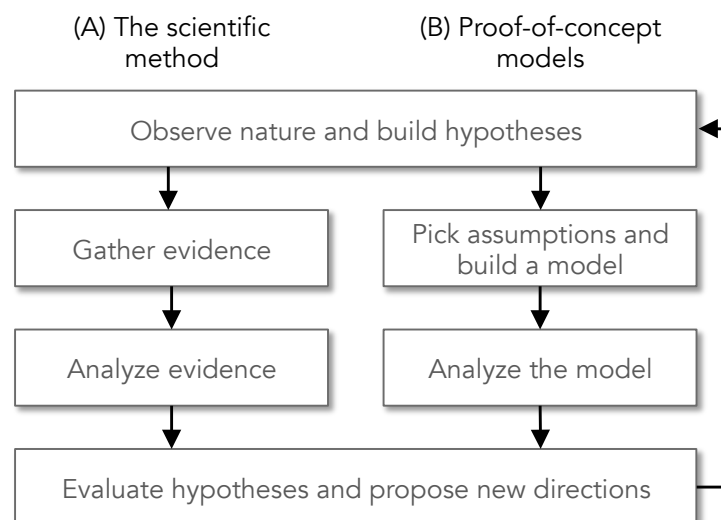 (A) The scientific
method
(B) Proof-of-concept
models
Observe nature and build hypotheses
Gather evidence
Pick assumptions and
build a model
Analyze evidence
Analyze the model
Evaluate hypotheses and propose new directions